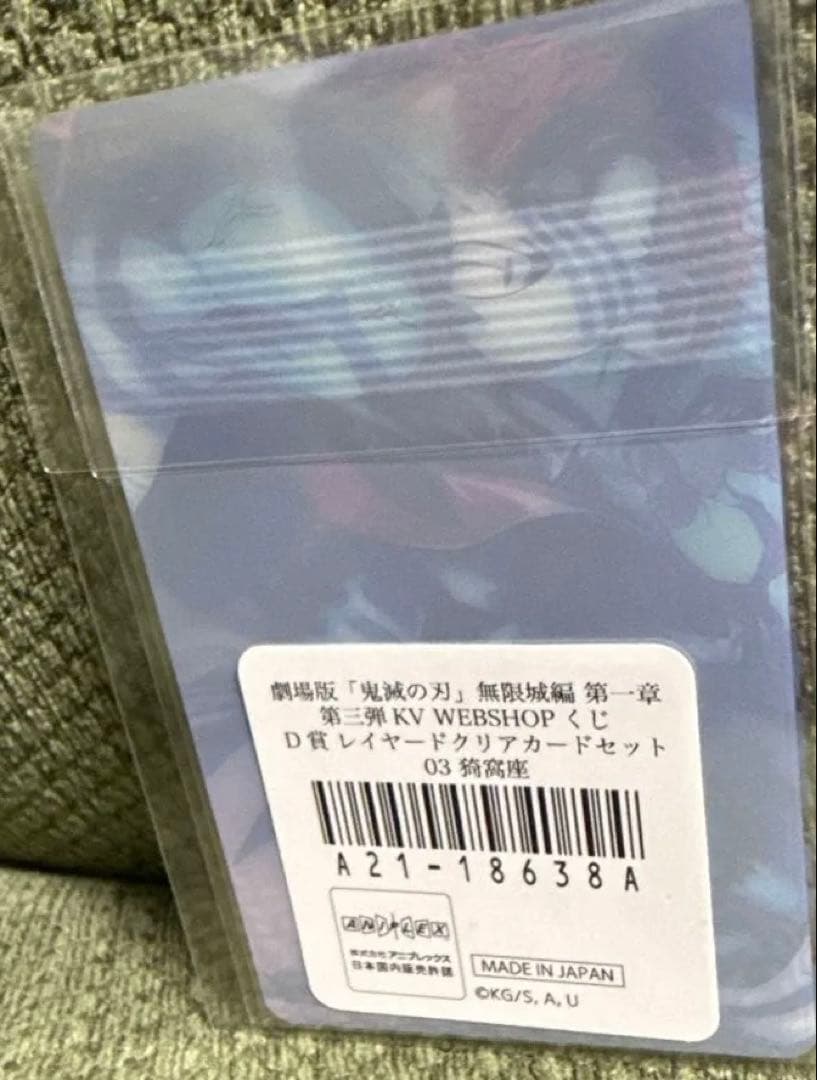 劇場版「鬼滅の刃」無限城編 第一章
第三弾 KV WEBSHOP くじ
D賞 レイヤードクリアカードセット
03 猗窩座
A21-18638A
ANIPLEX
株式会社アニプレックス
日本国内販売許諾
MADE IN JAPAN
©KG/S, A, U